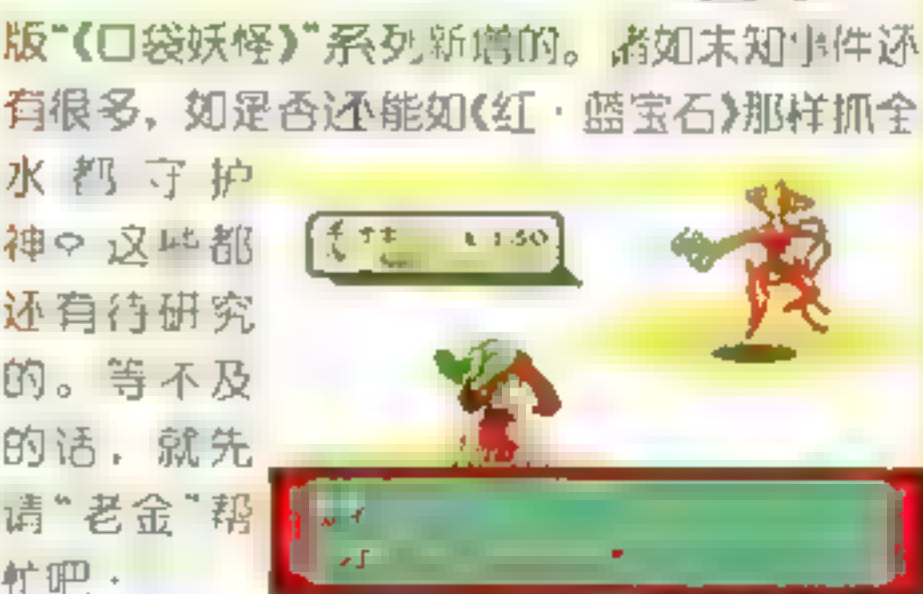 版“《口袋妖怪》”系列新增的。诸如未知小件还
有很多，如是否还能如《红·蓝宝石》那样抓全
水都守护
神？这些都
还有待研究
的。等不及
的话，就先
请“老金”帮
忙吧·
:50